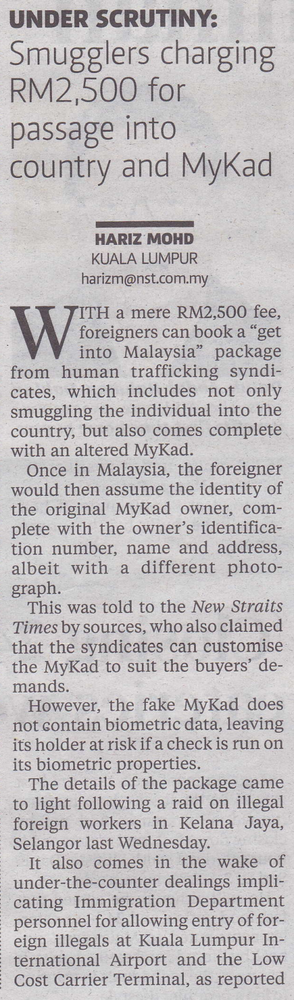 UNDER SCRUTINY:
Smugglers charging
RM2,500 for
passage into
country and MyKad
HARIZ MOHD
KUALA LUMPUR
harizm@nst.com.my
WITH a mere RM2,500 fee,
foreigners can book a “get
into Malaysia” package
from human trafficking syndi-
cates, which includes not only
smuggling the individual into the
country, but also comes complete
with an altered MyKad.
Once in Malaysia, the foreigner
would then assume the identity of
the original MyKad owner, com-
plete with the owner’s identifica-
tion number, name and address,
albeit with a different photo-
graph.
This was told to the New Straits
Times by sources, who also claimed
that the syndicates can customise
the MyKad to suit the buyers’ de-
mands.
However, the fake MyKad does
not contain biometric data, leaving
its holder at risk if a check is run on
its biometric properties.
The details of the package came
to light following a raid on illegal
foreign workers in Kelana Jaya,
Selangor last Wednesday.
It also comes in the wake of
under-the-counter dealings impli-
cating Immigration Department
personnel for allowing entry of for-
eign illegals at Kuala Lumpur In-
ternational Airport and the Low
Cost Carrier Terminal, as reported